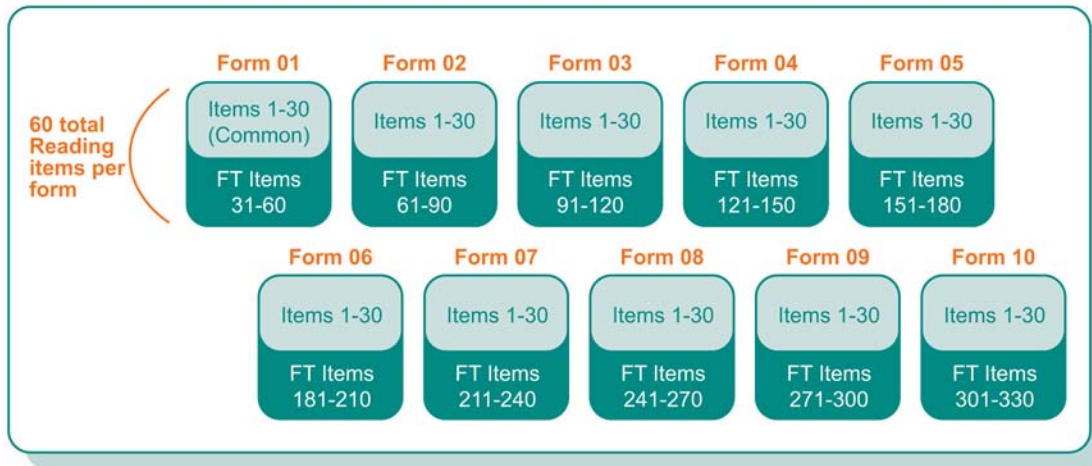 Form 01
Form 02
Form 03
Form 04
Form 05
60 total
Reading
items per
form
Items 1-30
(Common)
FT Items
31-60
Items 1-30
FT Items
61-90
Items 1-30
FT Items
91-120
Items 1-30
FT Items
121-150
Items 1-30
FT Items
151-180
Form 06
Form 07
Form 08
Form 09
Form 10
Items 1-30
FT Items
181-210
Items 1-30
FT Items
211-240
Items 1-30
FT Items
241-270
Items 1-30
FT Items
271-300
Items 1-30
FT Items
301-330